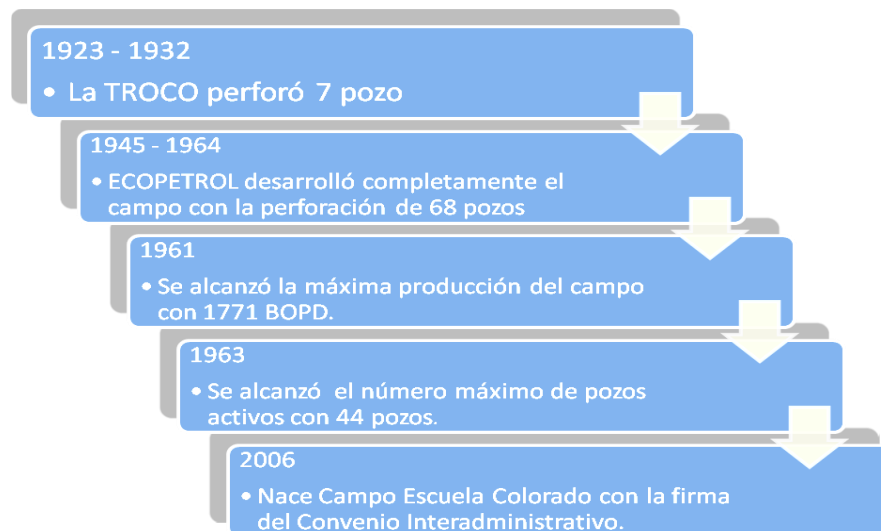 1923 - 1932
• La TROCO perforó 7 pozo
1945 - 1964
• ECOPETROL desarrolló completamente el
campo con la perforación de 68 pozos
1961
• Se alcanzó la máxima producción del campo
con 1771 BOPD.
1963
• Se alcanzó el número máximo de pozos
activos con 44 pozos.
2006
• Nace Campo Escuela Colorado con la firma
del Convenio Interadministrativo.